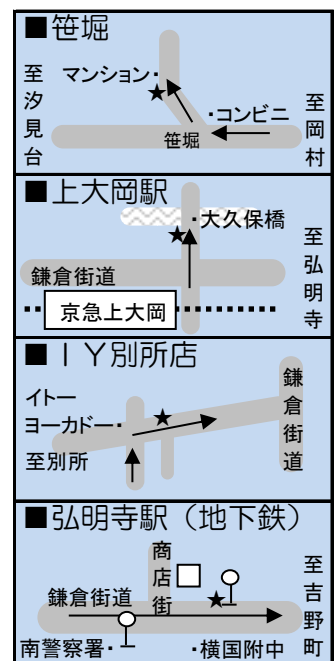 ■笹堀
至汐見台
マンション・
・コンビニ
笹堀
至岡村
■上大岡駅
・大久保橋
至弘明寺
鎌倉街道
京急上大岡
■ＩＹ別所店
イトー
ヨーカドー・
至別所
鎌倉街道
■弘明寺駅（地下鉄）
商店街
至吉野町
鎌倉街道
南警察署・
・横国附中